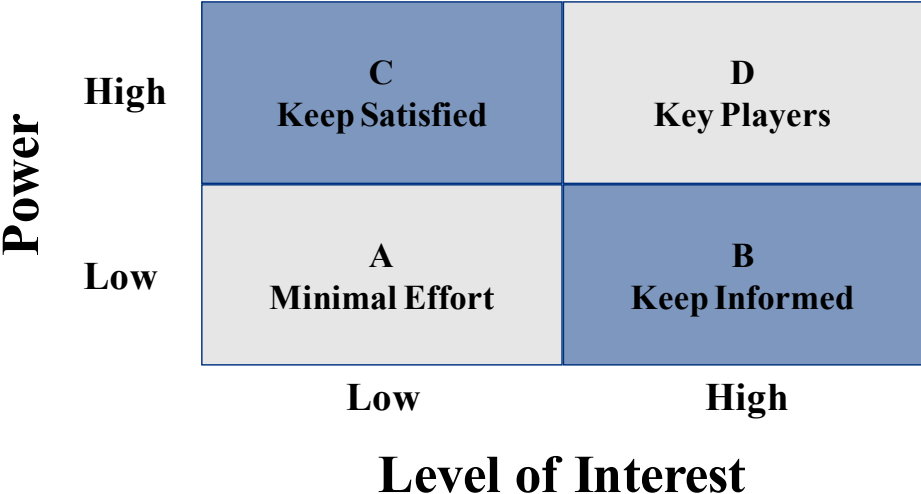 Power
High
C
Keep Satisfied
D
Key Players
Low
A
Minimal Effort
B
Keep Informed
Low
High
Level of Interest